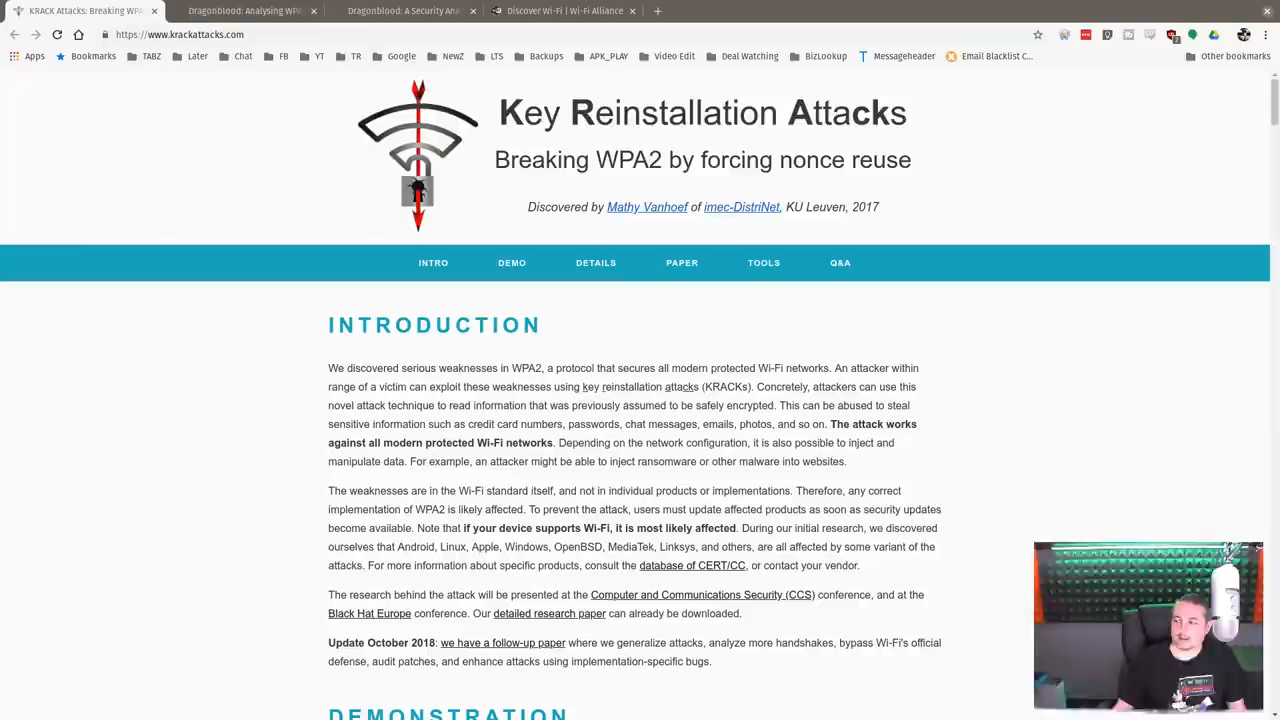 KRACK Attacks: Breaking WPA
Dragonblood: Analysing WPA
Dragonblood: A Security Ana
Discover Wi-Fi | Wi-Fi Alliance
https://www.krackattacks.com
Apps Bookmarks TABZ Later Chat FB YT TR Google NewZ LTS Backups APK_PLAY Video Edit Deal Watching BizLookup Messageheader Email Blacklist C... Other bookmarks
Key Reinstallation Attacks
Breaking WPA2 by forcing nonce reuse
Discovered by Mathy Vanhoef of imec-DistriNet, KU Leuven, 2017
INTRO DEMO DETAILS PAPER TOOLS Q&A
INTRODUCTION
We discovered serious weaknesses in WPA2, a protocol that secures all modern protected Wi-Fi networks. An attacker within
range of a victim can exploit these weaknesses using key reinstallation attacks (KRACKs). Concretely, attackers can use this
novel attack technique to read information that was previously assumed to be safely encrypted. This can be abused to steal
sensitive information such as credit card numbers, passwords, chat messages, emails, photos, and so on. The attack works
against all modern protected Wi-Fi networks. Depending on the network configuration, it is also possible to inject and
manipulate data. For example, an attacker might be able to inject ransomware or other malware into websites.
The weaknesses are in the Wi-Fi standard itself, and not in individual products or implementations. Therefore, any correct
implementation of WPA2 is likely affected. To prevent the attack, users must update affected products as soon as security updates
become available. Note that if your device supports Wi-Fi, it is most likely affected. During our initial research, we discovered
ourselves that Android, Linux, Apple, Windows, OpenBSD, MediaTek, Linksys, and others, are all affected by some variant of the
attacks. For more information about specific products, consult the database of CERT/CC, or contact your vendor.
The research behind the attack will be presented at the Computer and Communications Security (CCS) conference, and at the
Black Hat Europe conference. Our detailed research paper can already be downloaded.
Update October 2018: we have a follow-up paper where we generalize attacks, analyze more handshakes, bypass Wi-Fi's official
defense, audit patches, and enhance attacks using implementation-specific bugs.
DEMONSTRATION